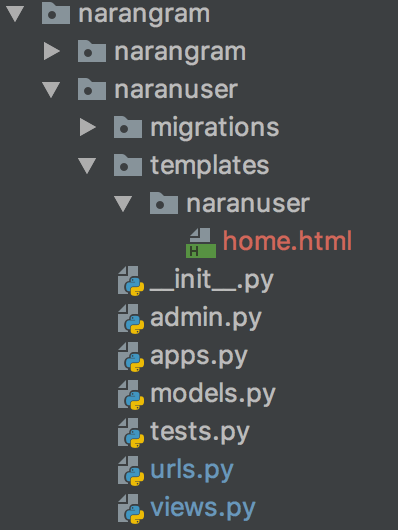 narangram
narangram
naranuser
migrations
templates
naranuser
H home.html
__init__.py
admin.py
apps.py
models.py
tests.py
urls.py
views.py